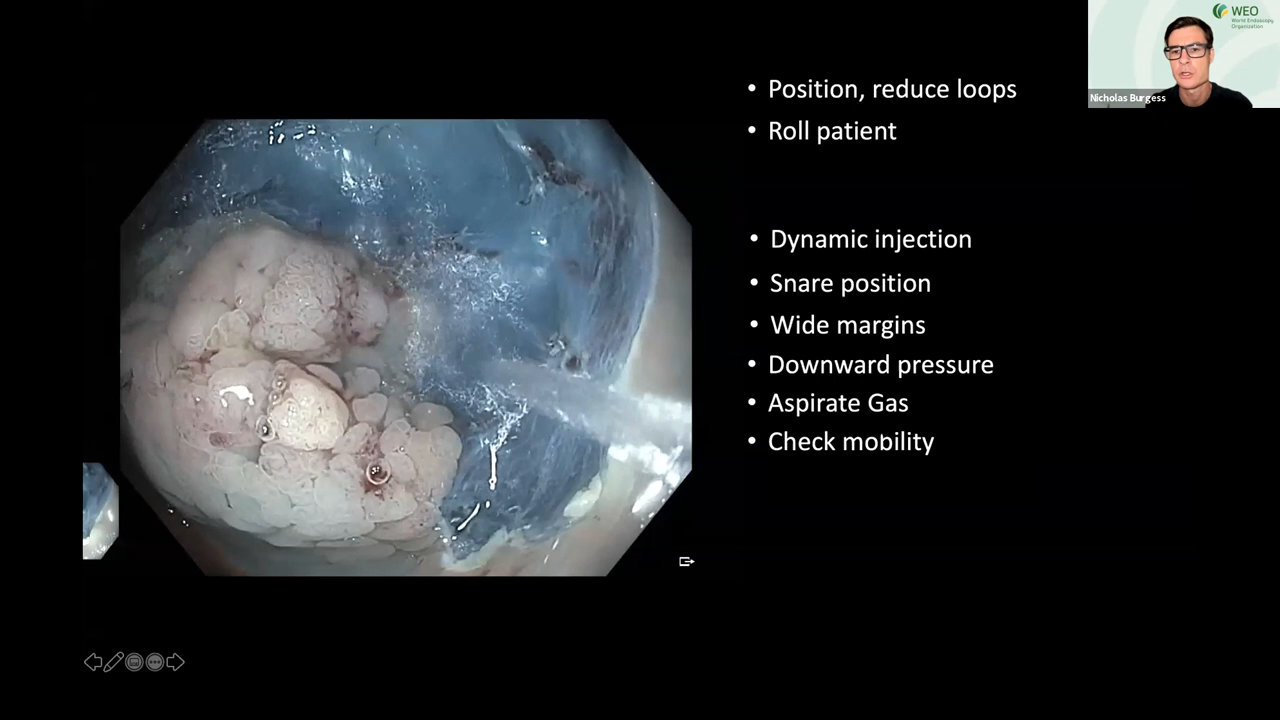 WEO
World Endoscopy
Organization
Nicholas Burgess
• Position, reduce loops
• Roll patient
• Dynamic injection
• Snare position
• Wide margins
• Downward pressure
• Aspirate Gas
• Check mobility